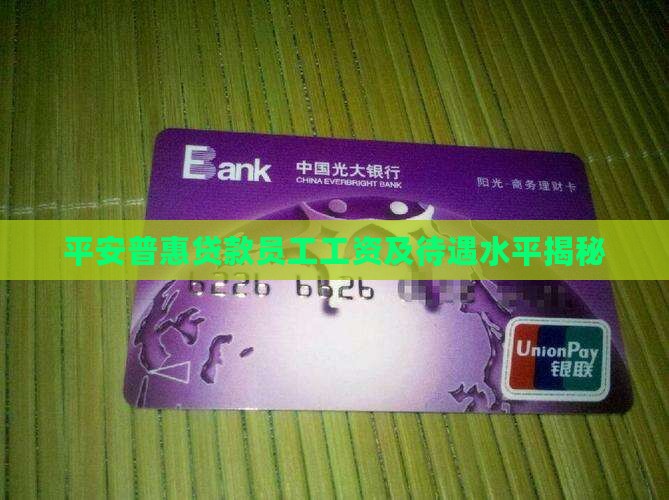 Bank
中国光大银行
CHINA EVERBRIGHT BANK
阳光·商务理财卡
平安普惠贷款员工工资及待遇水平揭秘
6226 6626
UnionPay
银联